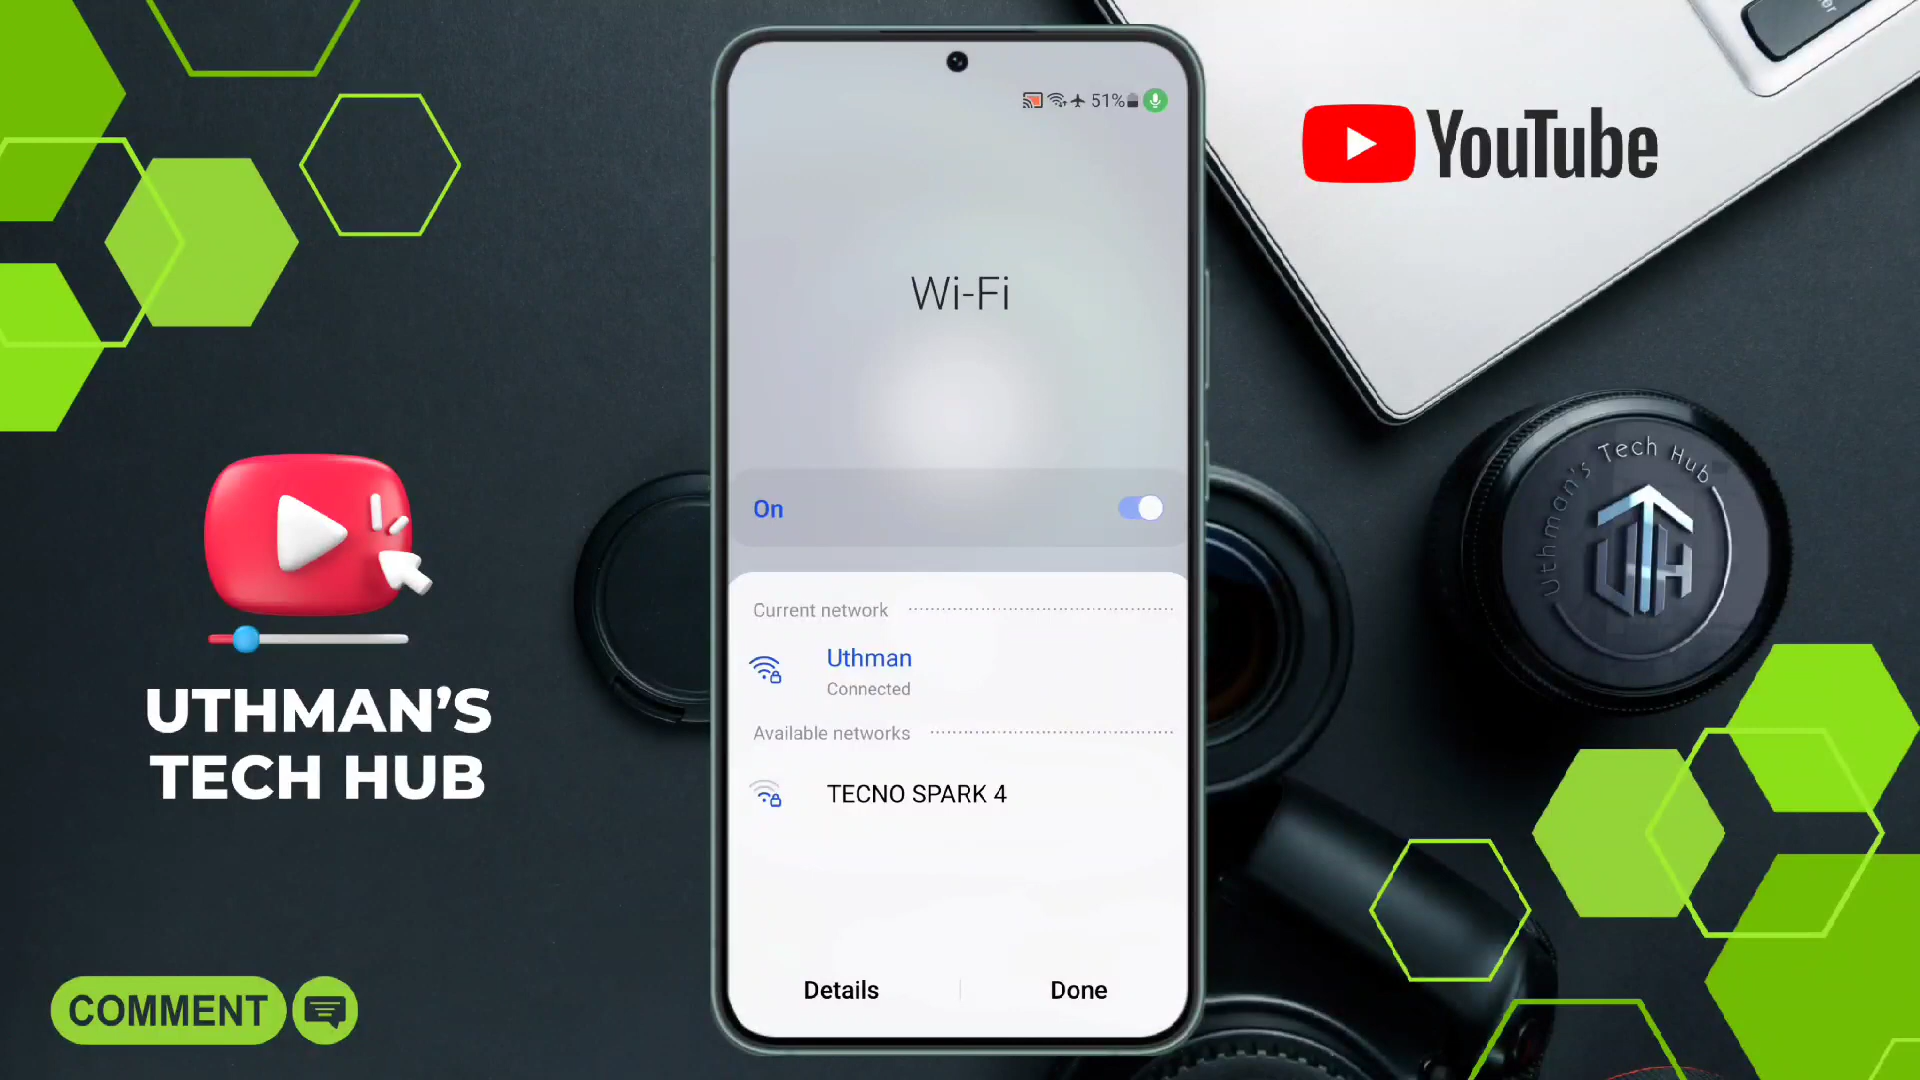 51%
YouTube
Wi-Fi
On
Current network
Uthman
Connected
Available networks
TECNO SPARK 4
Details
Done
UTHMAN'S
TECH HUB
Uthman's Tech Hub
UTH
COMMENT